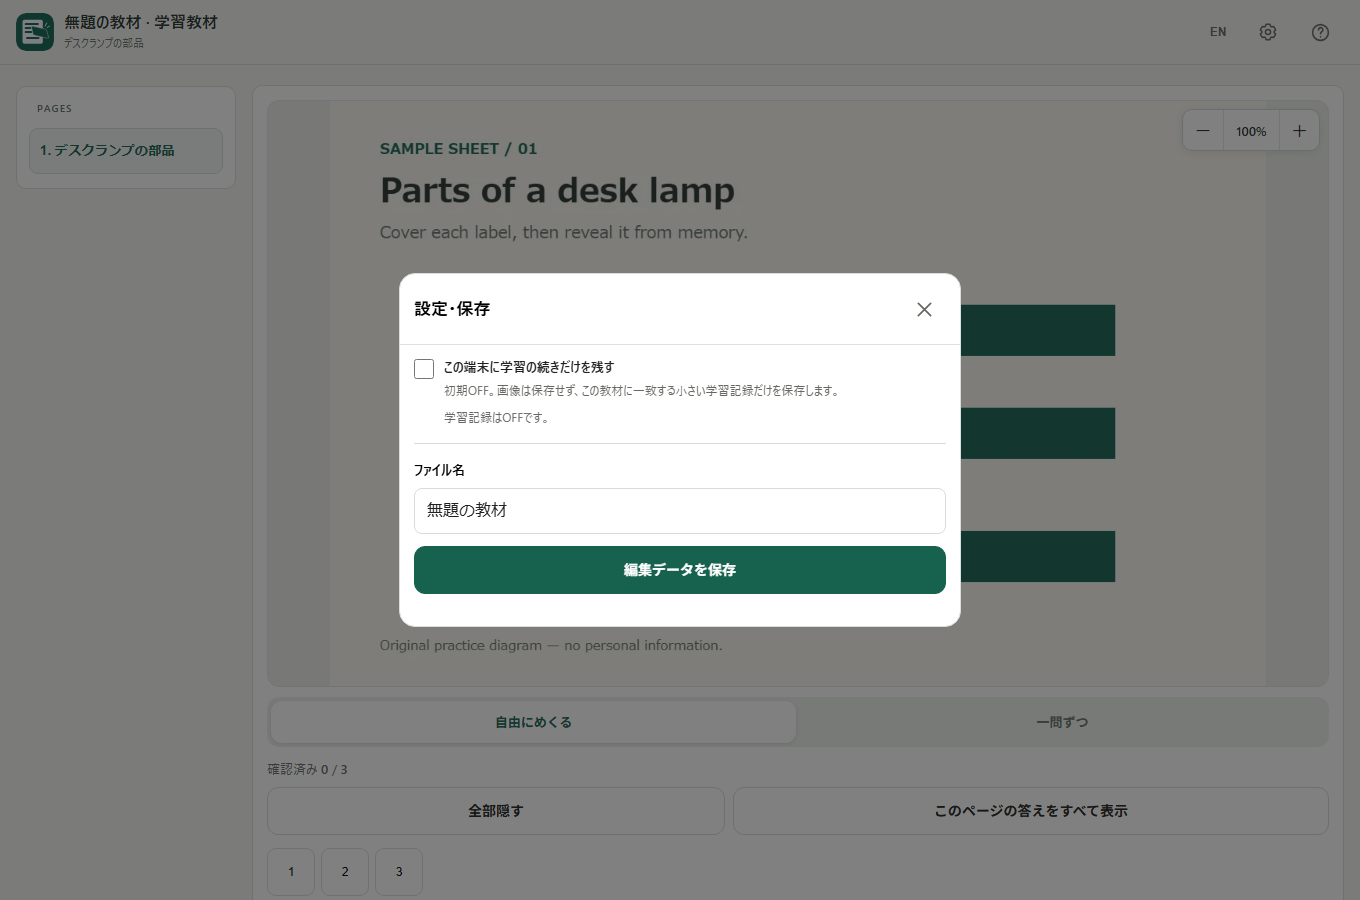 無題の教材 · 学習教材
デスクランプの部品
EN
PAGES
1. デスクランプの部品
100%
SAMPLE SHEET / 01
Parts of a desk lamp
Cover each label, then reveal it from memory.
設定・保存
この端末に学習の続きだけを残す
初期OFF。画像は保存せず、この教材に一致する小さい学習記録だけを保存します。
学習記録はOFFです。
ファイル名
無題の教材
編集データを保存
Original practice diagram — no personal information.
自由にめくる
一問ずつ
確認済み 0 / 3
全部隠す
このページの答えをすべて表示
1
2
3